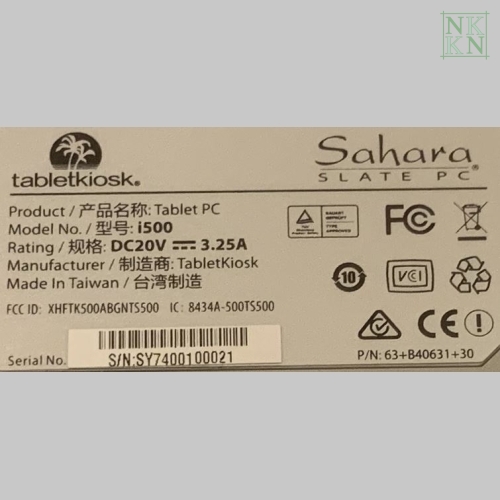 NK
KN
tabletkiosk®
Sahara
SLATE PC®
Product / 产品名称: Tablet PC
Model No. / 型号: i500
Rating / 规格: DC20V ⎓ 3.25A
Manufacturer / 制造商: TabletKiosk
Made In Taiwan / 台湾制造
FCC ID: XHFTK500ABGNTS500 IC: 8434A-500TS500
FC
10
VCI
CE
Serial No.
S/N:SY7400100021
P/N: 63+B40631+30